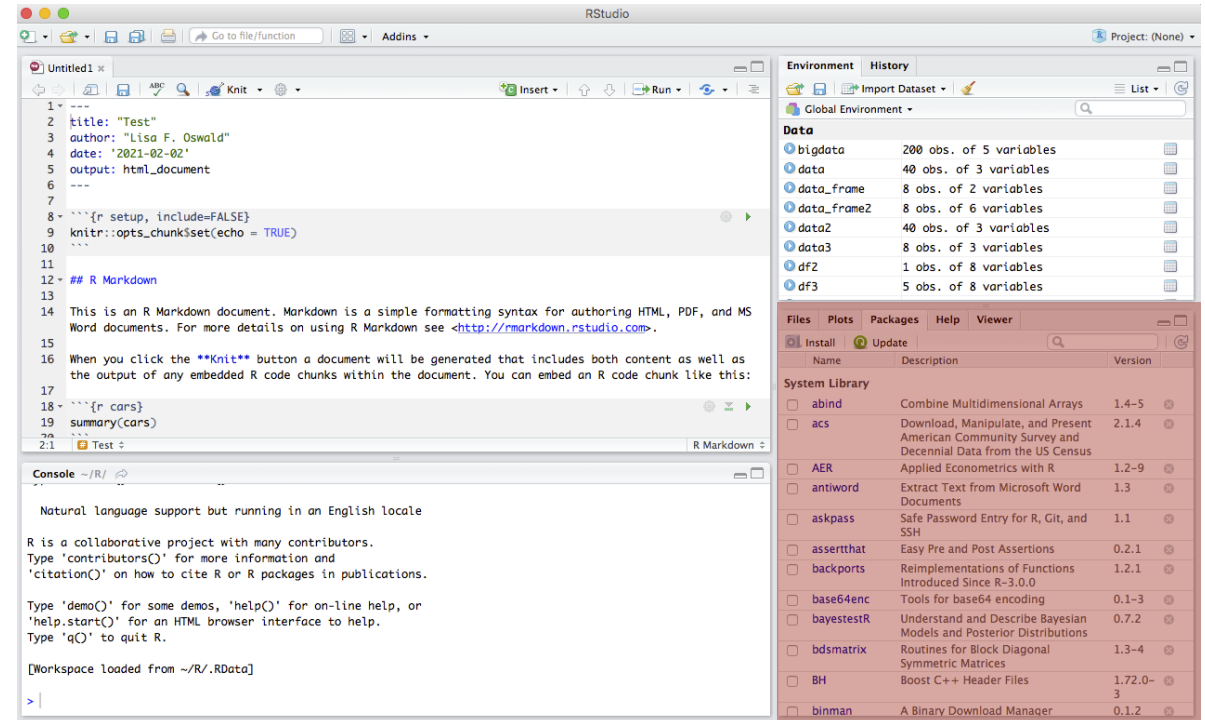 RStudio
Go to file/function
Addins
Project: (None)
Untitled1
ABC
Knit
Insert
Run
1 ---
2 title: "Test"
3 author: "Lisa F. Oswald"
4 date: '2021-02-02'
5 output: html_document
6 ---
7
8 ```{r setup, include=FALSE}
9 knitr::opts_chunk$set(echo = TRUE)
10 ```
11
12 ## R Markdown
13
14 This is an R Markdown document. Markdown is a simple formatting syntax for authoring HTML, PDF, and MS
Word documents. For more details on using R Markdown see <http://rmarkdown.rstudio.com>.
15
16 When you click the **Knit** button a document will be generated that includes both content as well as
the output of any embedded R code chunks within the document. You can embed an R code chunk like this:
17
18 ```{r cars}
19 summary(cars)
20 ```
2:1 Test R Markdown
Console ~/R/
Natural language support but running in an English locale
R is a collaborative project with many contributors.
Type 'contributors()' for more information and
'citation()' on how to cite R or R packages in publications.
Type 'demo()' for some demos, 'help()' for on-line help, or
'help.start()' for an HTML browser interface to help.
Type 'q()' to quit R.
[Workspace loaded from ~/R/.RData]
>
Environment History
Import Dataset List
Global Environment
Data
bigdata 200 obs. of 5 variables
data 40 obs. of 3 variables
data_frame 8 obs. of 2 variables
data_frame2 8 obs. of 6 variables
data2 40 obs. of 3 variables
data3 8 obs. of 3 variables
df2 1 obs. of 8 variables
df3 5 obs. of 8 variables
Files Plots Packages Help Viewer
Install Update
Name Description Version
System Library
abind Combine Multidimensional Arrays 1.4-5
acs Download, Manipulate, and Present 2.1.4
American Community Survey and
Decennial Data from the US Census
AER Applied Econometrics with R 1.2-9
antiword Extract Text from Microsoft Word 1.3
Documents
askpass Safe Password Entry for R, Git, and 1.1
SSH
assertthat Easy Pre and Post Assertions 0.2.1
backports Reimplementations of Functions 1.2.1
Introduced Since R-3.0.0
base64enc Tools for base64 encoding 0.1-3
bayestestR Understand and Describe Bayesian 0.7.2
Models and Posterior Distributions
bdsmatrix Routines for Block Diagonal 1.3-4
Symmetric Matrices
BH Boost C++ Header Files 1.72.0-
3
binman A Binary Download Manager 0.1.2